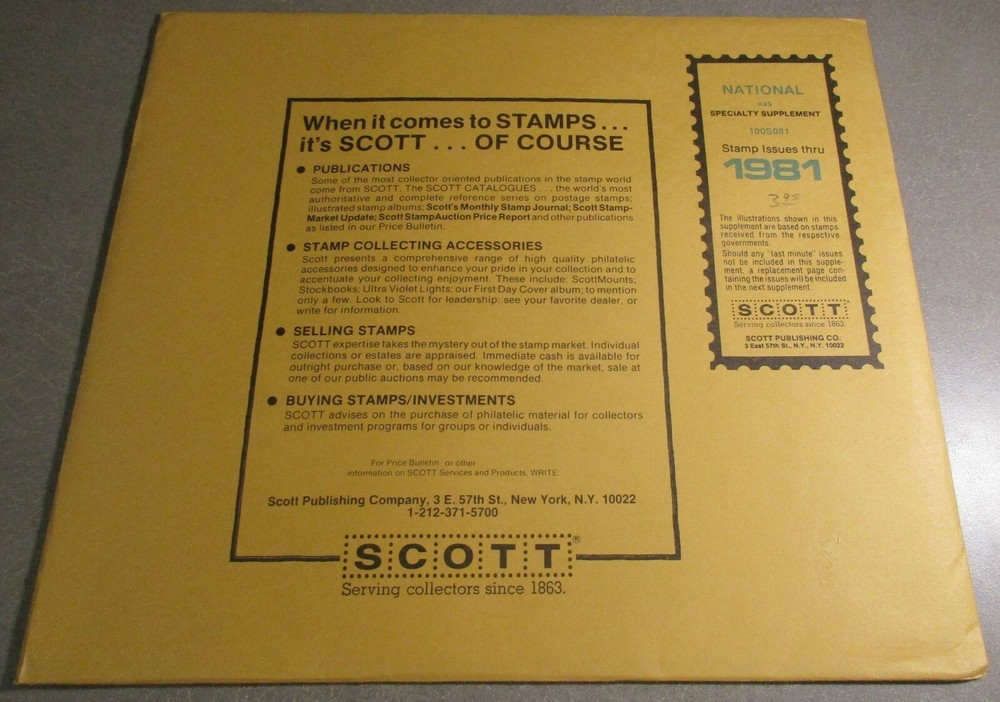 When it comes to STAMPS...
it's SCOTT ... OF COURSE
● PUBLICATIONS
Some of the most collector oriented publications in the stamp world
come from SCOTT. The SCOTT CATALOGUES ... the world's most
authoritative and complete reference series on postage stamps;
illustrated stamp albums; Scott's Monthly Stamp Journal; Scott Stamp-
Market Update; Scott StampAuction Price Report and other publications
as listed in our Price Bulletin.
● STAMP COLLECTING ACCESSORIES
Scott presents a comprehensive range of high quality philatelic
accessories designed to enhance your pride in your collection and to
accentuate your collecting enjoyment. These include: ScottMounts;
Stockbooks; Ultra Violet Lights; our First Day Cover album; to mention
only a few. Look to Scott for leadership: see your favorite dealer, or
write for information.
● SELLING STAMPS
SCOTT expertise takes the mystery out of the stamp market. Individual
collections or estates are appraised. Immediate cash is available for
outright purchase or, based on our knowledge of the market, sale at
one of our public auctions may be recommended.
● BUYING STAMPS/INVESTMENTS
SCOTT advises on the purchase of philatelic material for collectors
and investment programs for groups or individuals.
For Price Bulletin or other
information on SCOTT Services and Products, WRITE:
Scott Publishing Company, 3 E. 57th St., New York, N.Y. 10022
1-212-371-5700
SCOTT®
Serving collectors since 1863.
NATIONAL
#49
SPECIALTY SUPPLEMENT
100S081
Stamp Issues thru
1981
3.95
The illustrations shown in this
supplement are based on stamps
received from the respective
governments.
Should any "last minute" issues
not be included in this supple-
ment, a replacement page con-
taining the issues will be included
in the next supplement.
SCOTT®
Serving collectors since 1863.
SCOTT PUBLISHING CO.
3 East 57th St., N.Y., N.Y. 10022